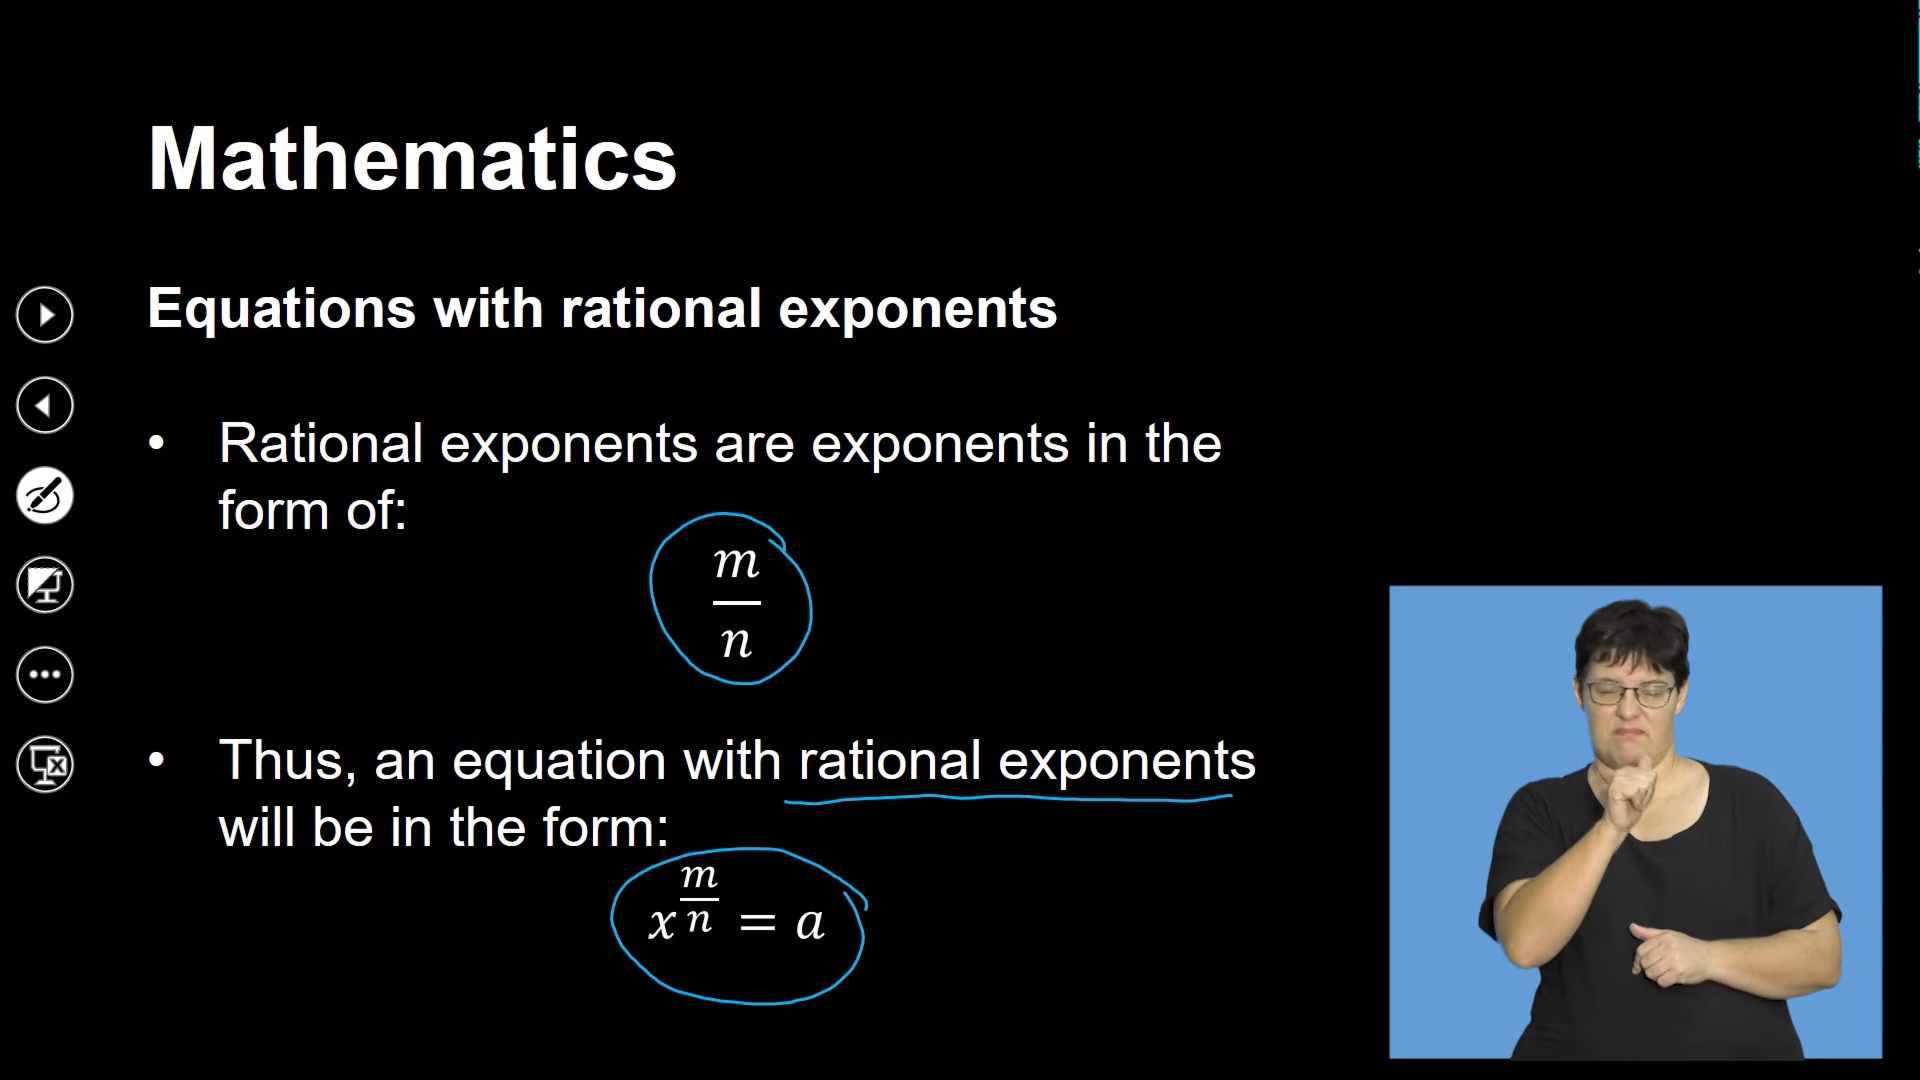 Mathematics
Equations with rational exponents
• Rational exponents are exponents in the
form of:
m
n
• Thus, an equation with rational exponents
will be in the form:
x^(m/n) = a